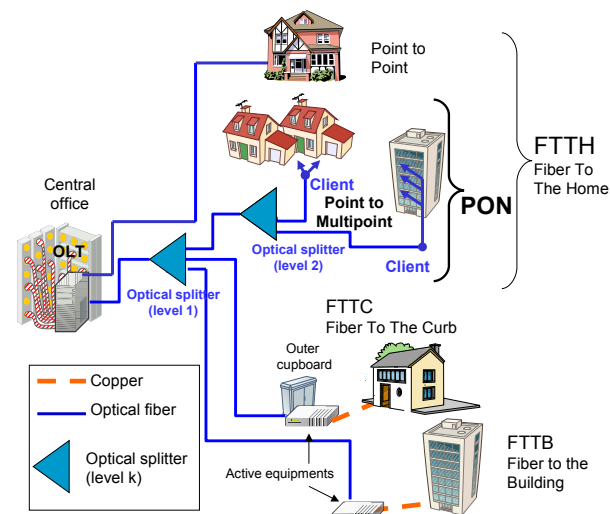 Point to
Point
FTTH
Fiber To
The Home
Client
Point to
Multipoint
PON
Central
office
OLT
Optical splitter
(level 2)
Client
Optical splitter
(level 1)
FTTC
Fiber To The Curb
Outer
cupboard
Copper
Optical fiber
Optical splitter
(level k)
Active equipments
FTTB
Fiber to the
Building